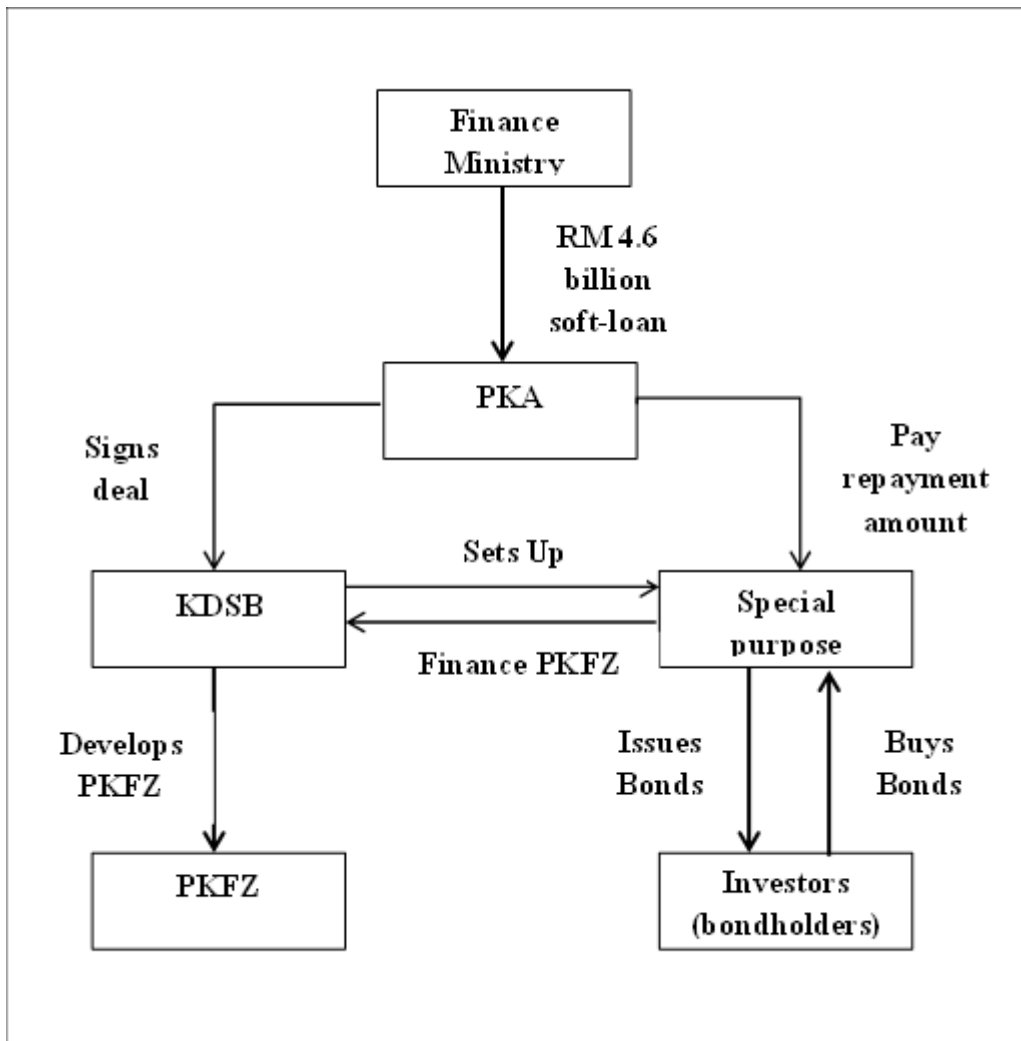 Finance
Ministry
RM 4.6
billion
soft-loan
PKA
Signs
deal
Pay
repayment
amount
Sets Up
KDSB
Special
purpose
Finance PKFZ
Develops
PKFZ
Issues
Bonds
Buys
Bonds
PKFZ
Investors
(bondholders)